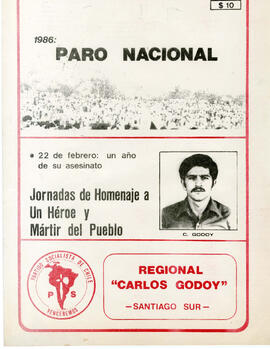 $ 10
1986:
PARO NACIONAL
• 22 de febrero: un año
de su asesinato
Jornadas de Homenaje a
Un Héroe y
Mártir del Pueblo
C. GODOY
PARTIDO SOCIALISTA DE CHILE
P S
VENCEREMOS
REGIONAL
"CARLOS GODOY"
—SANTIAGO SUR—